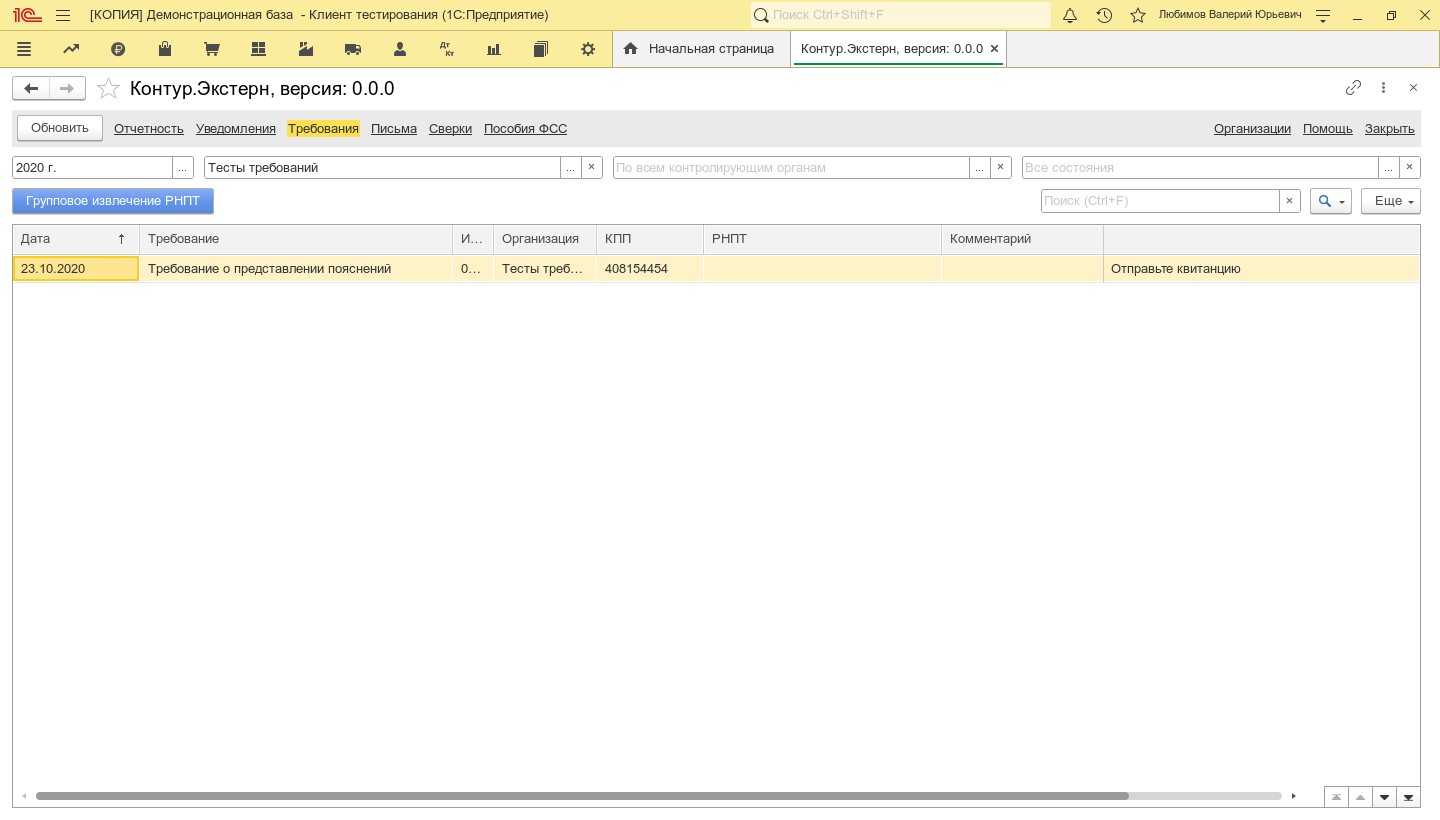 [КОПИЯ] Демонстрационная база - Клиент тестирования (1С:Предприятие) Поиск Ctrl+Shift+F Любимов Валерий Юрьевич
Дт Кт Начальная страница Контур.Экстерн, версия: 0.0.0
Контур.Экстерн, версия: 0.0.0
Обновить Отчетность Уведомления Требования Письма Сверки Пособия ФСС Организации Помощь Закрыть
2020 г. ... Тесты требований ... × По всем контролирующим органам ... × Все состояния ... ×
Групповое извлечение РНПТ Поиск (Ctrl+F) × Еще
Дата Требование И... Организация КПП РНПТ Комментарий
23.10.2020 Требование о представлении пояснений 0... Тесты треб... 408154454 Отправьте квитанцию